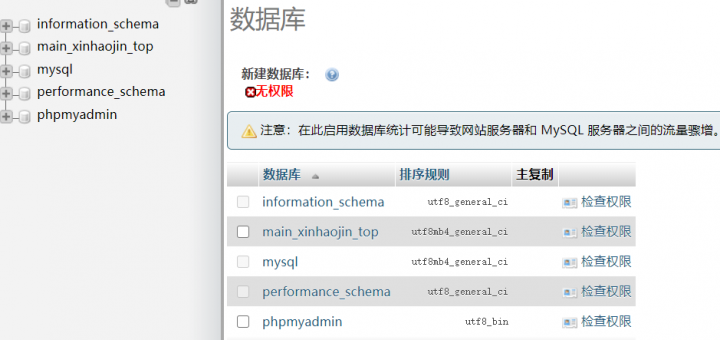 information_schema
main_xinhaojin_top
mysql
performance_schema
phpmyadmin
数据库
新建数据库：
无权限
注意：在此启用数据库统计可能导致网站服务器和 MySQL 服务器之间的流量骤增。
数据库 排序规则 主复制
information_schema utf8_general_ci 检查权限
main_xinhaojin_top utf8mb4_general_ci 检查权限
mysql utf8mb4_general_ci 检查权限
performance_schema utf8_general_ci 检查权限
phpmyadmin utf8_bin 检查权限